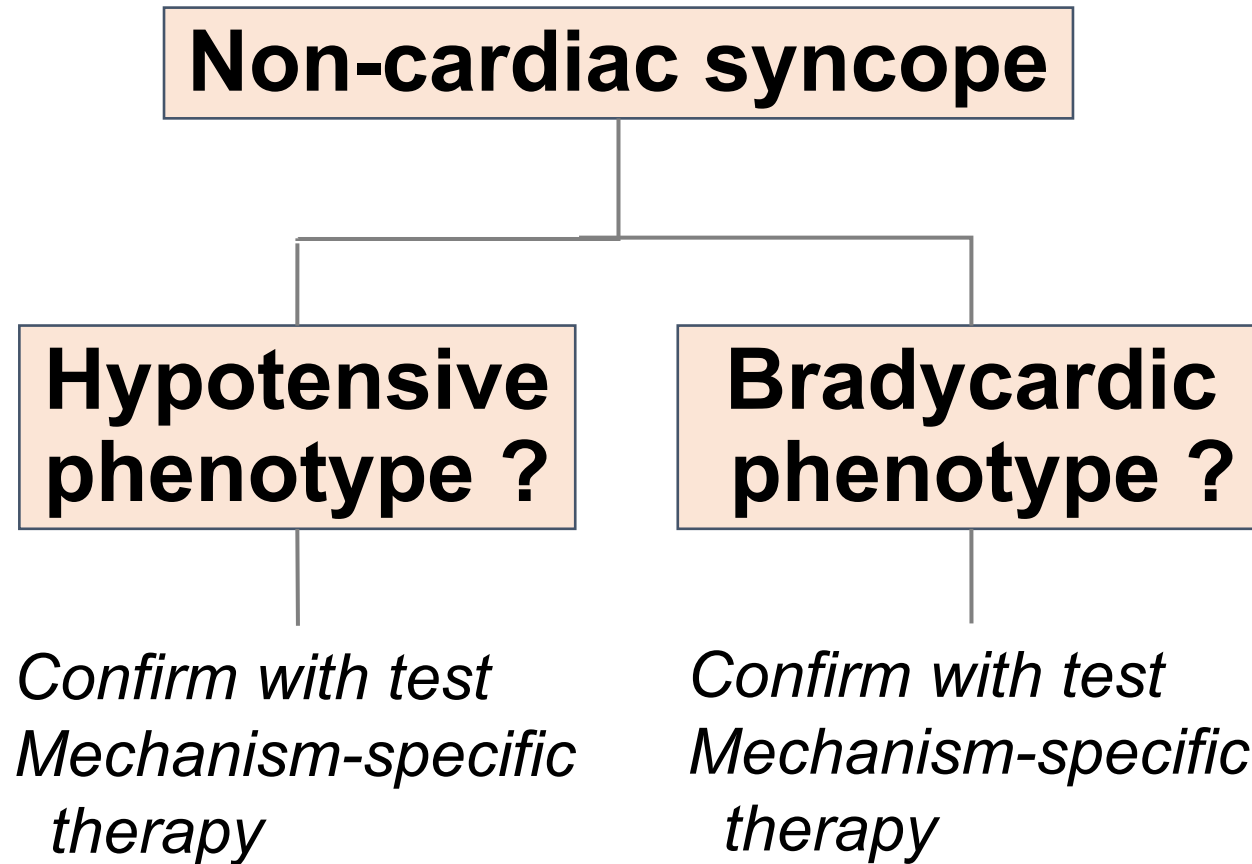 Non-cardiac syncope
Hypotensive
phenotype ?
Bradycardic
phenotype ?
Confirm with test
Mechanism-specific
therapy
Confirm with test
Mechanism-specific
therapy